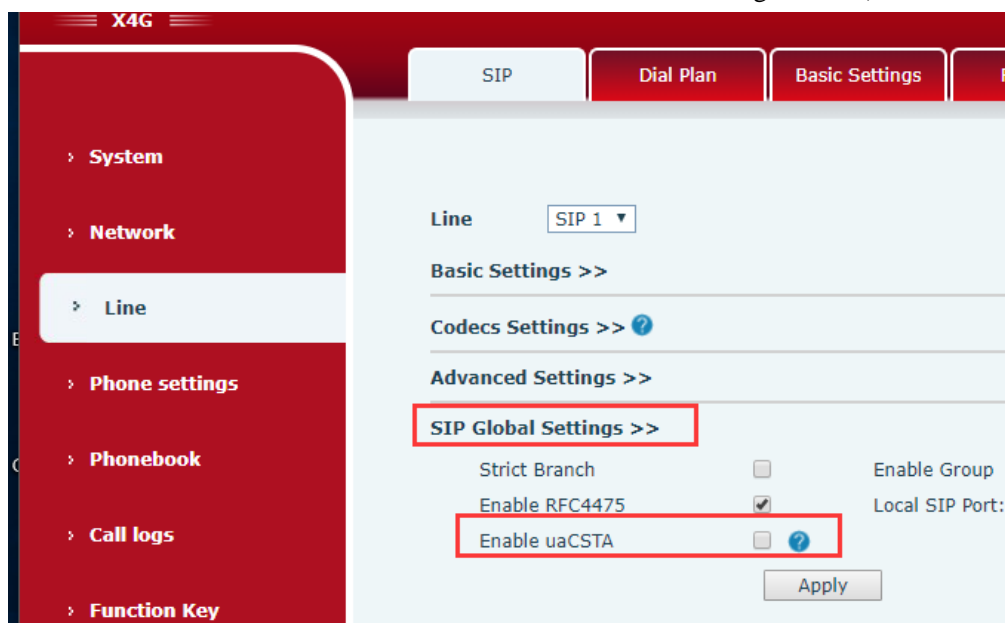 X4G
SIP
Dial Plan
Basic Settings
System
Network
Line
Phone settings
Phonebook
Call logs
Function Key
Line SIP 1
Basic Settings >>
Codecs Settings >>
Advanced Settings >>
SIP Global Settings >>
Strict Branch Enable Group
Enable RFC4475 Local SIP Port:
Enable uaCSTA
Apply